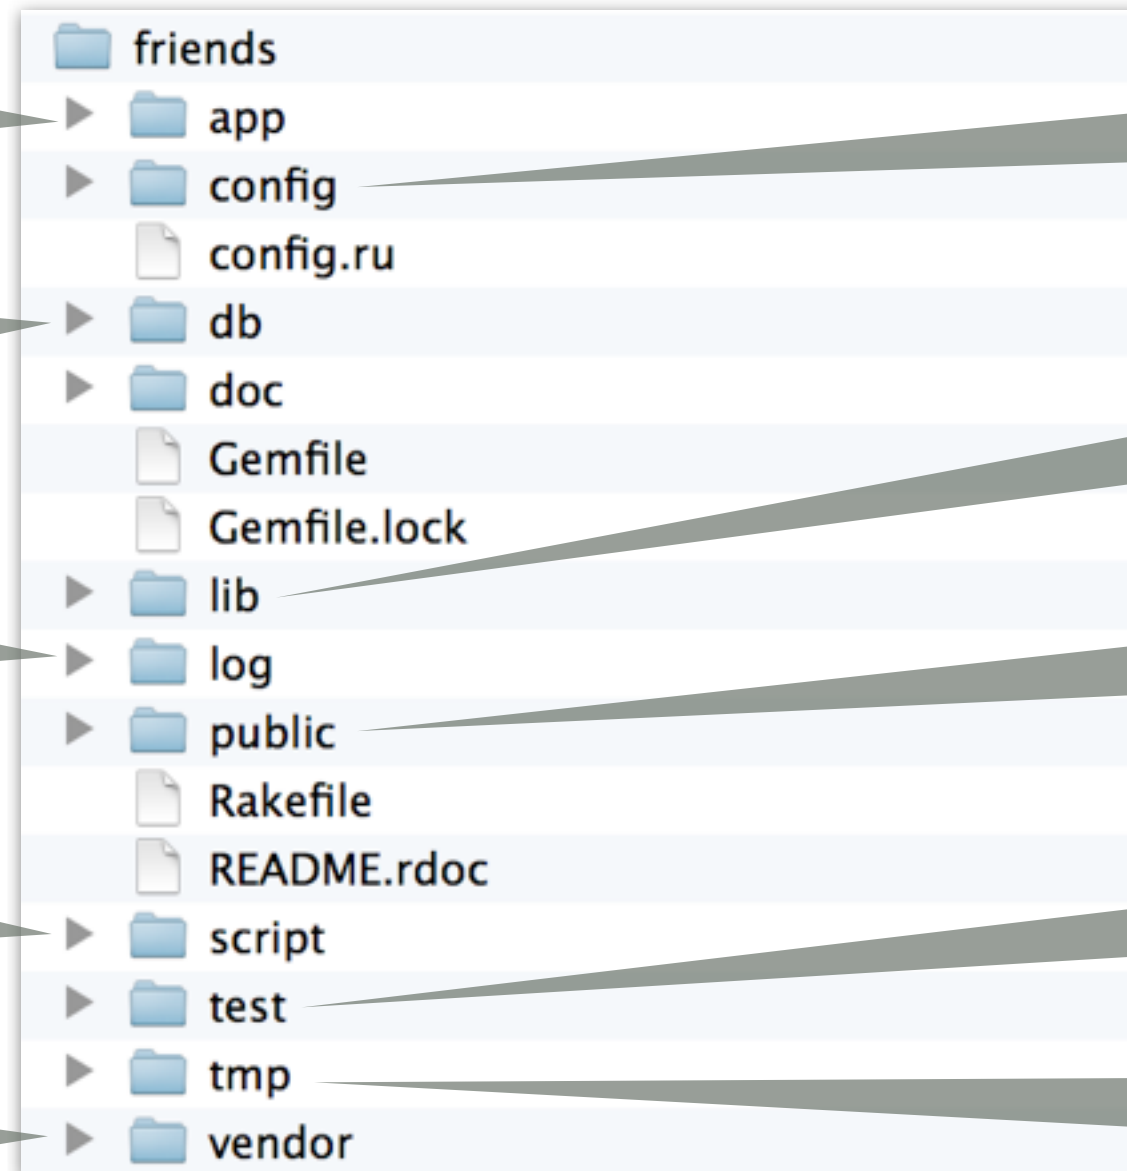 friends
app
config
config.ru
db
doc
Gemfile
Gemfile.lock
lib
log
public
Rakefile
README.rdoc
script
test
tmp
vendor